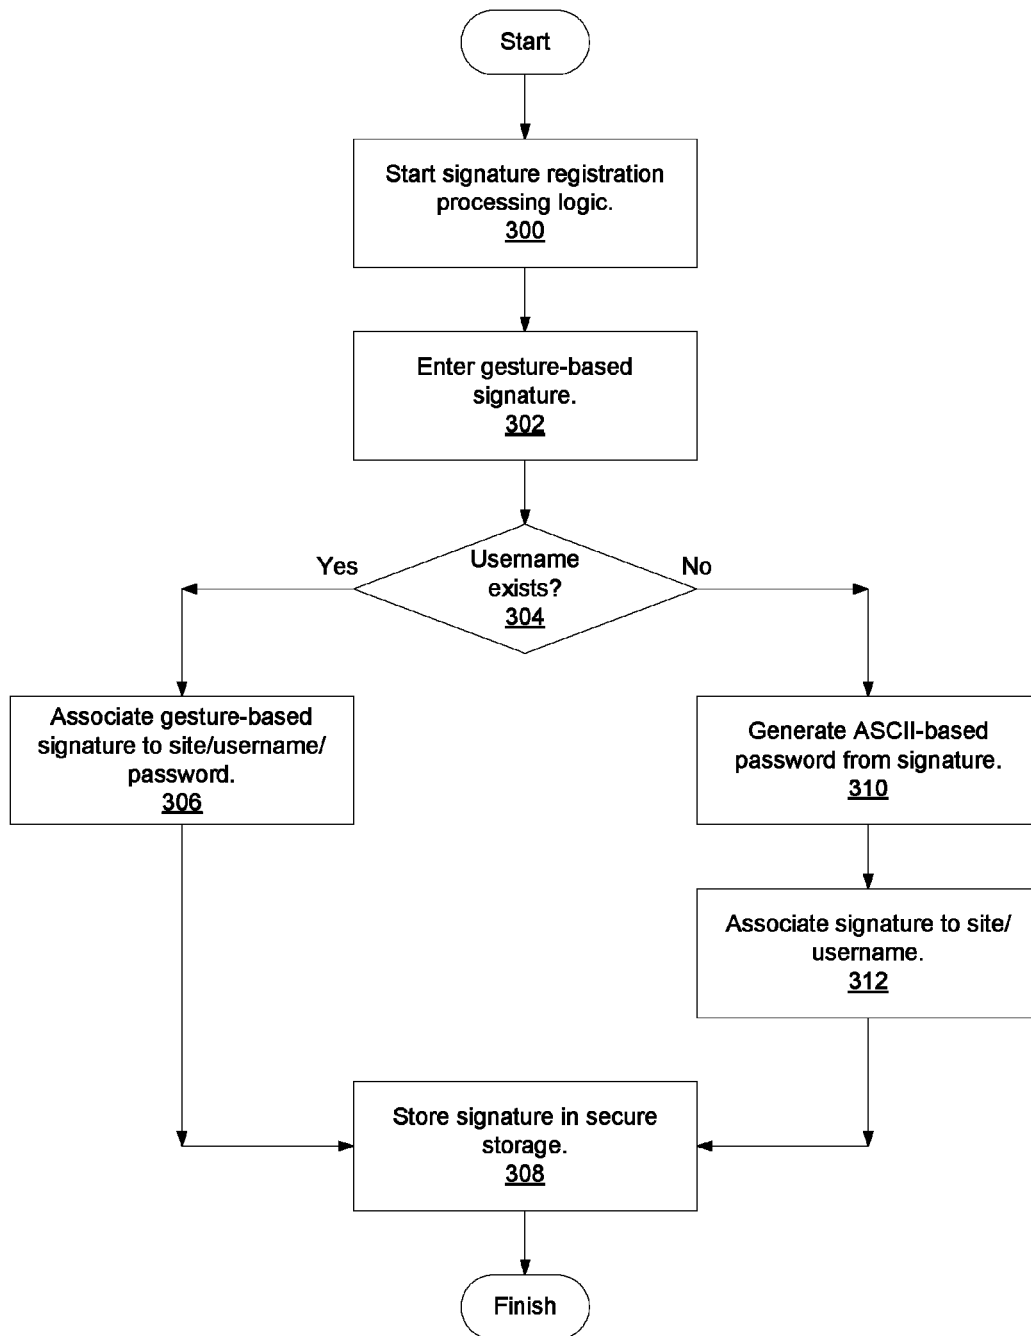 Start
Start signature registration
processing logic.
300
Enter gesture-based
signature.
302
Username
exists?
304
Yes
No
Associate gesture-based
signature to site/username/
password.
306
Generate ASCII-based
password from signature.
310
Associate signature to site/
username.
312
Store signature in secure
storage.
308
Finish